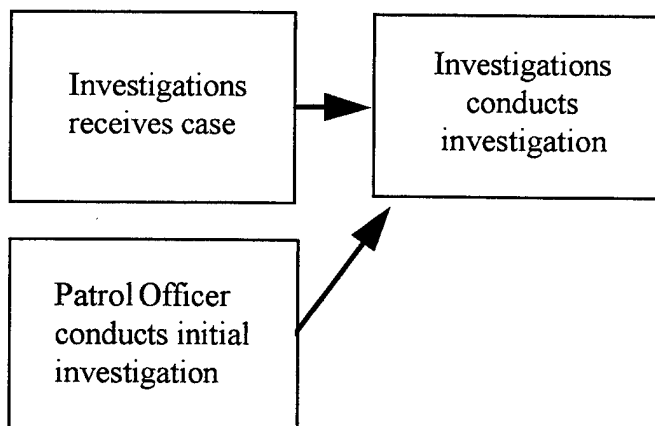 Investigations
receives case
Investigations
conducts
investigation
Patrol Officer
conducts initial
investigation